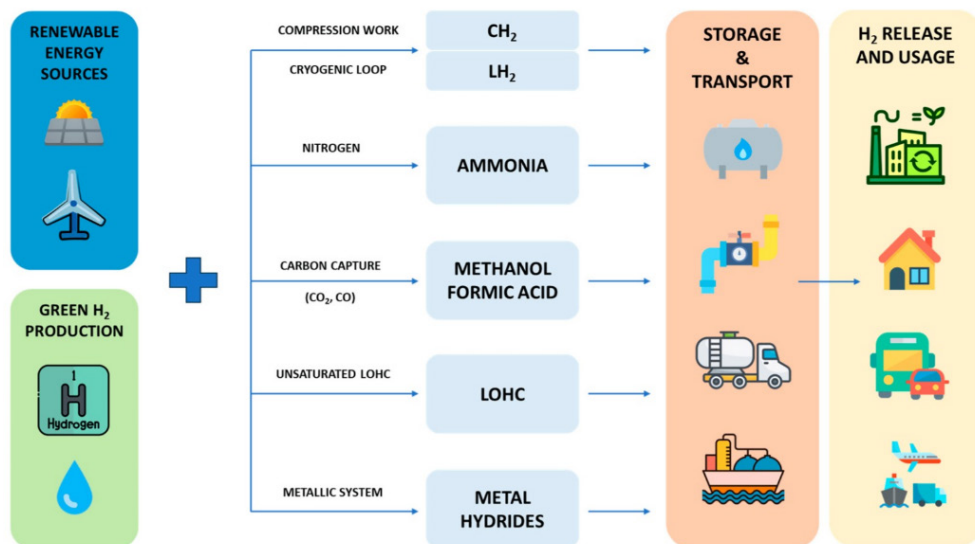 RENEWABLE
ENERGY
SOURCES
GREEN H₂
PRODUCTION
1
H
Hydrogen
COMPRESSION WORK
CH₂
CRYOGENIC LOOP
LH₂
NITROGEN
AMMONIA
CARBON CAPTURE
(CO₂, CO)
METHANOL
FORMIC ACID
UNSATURATED LOHC
LOHC
METALLIC SYSTEM
METAL
HYDRIDES
STORAGE
&
TRANSPORT
H₂ RELEASE
AND USAGE